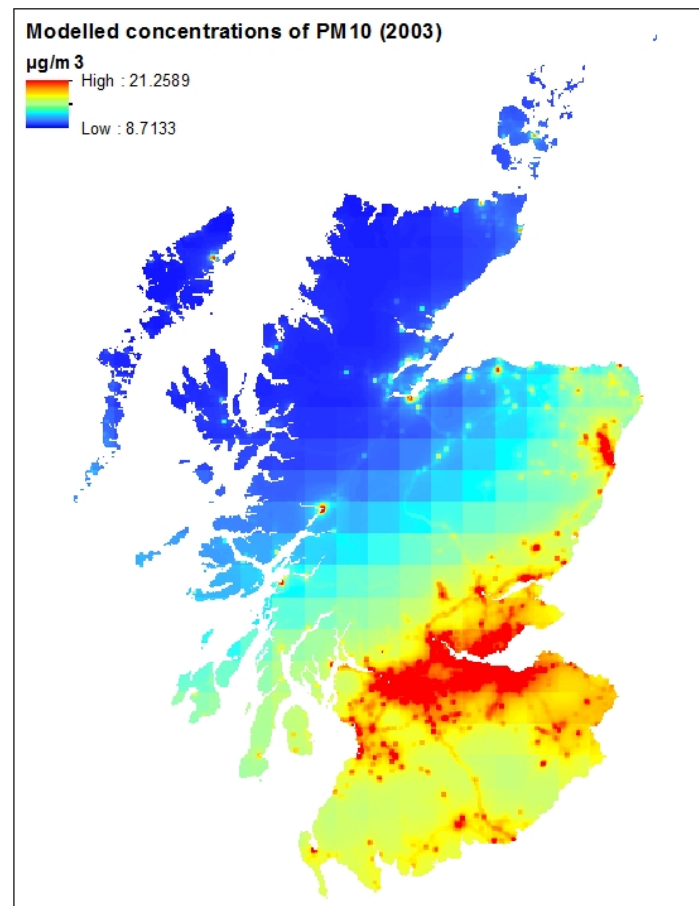 Modelled concentrations of PM10 (2003)
µg/m 3
High : 21.2589
Low : 8.7133